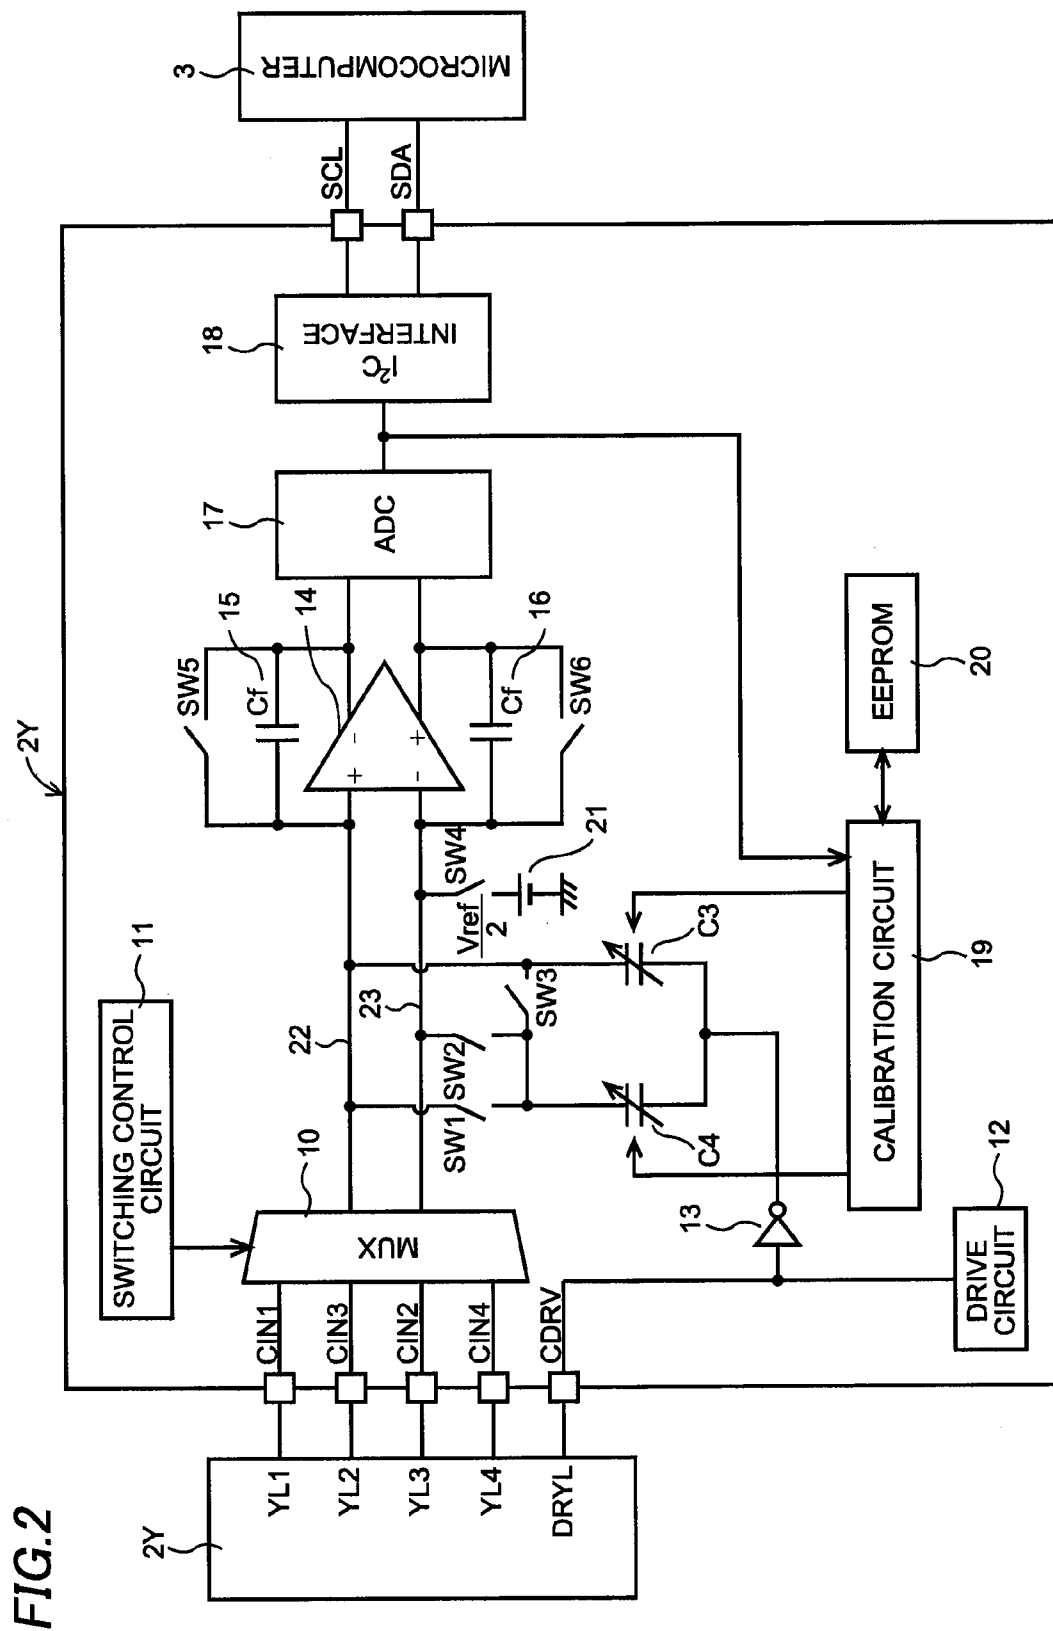 FIG.2
2Y
YL1
YL2
YL3
YL4
DRYL
2Y
CIN1
CIN3
CIN2
CIN4
CDRV
SWITCHING CONTROL
CIRCUIT
11
MUX
10
22
23
SW1
SW2
SW3
SW4
Vref
2
21
C4
C3
13
DRIVE
CIRCUIT
12
CALIBRATION CIRCUIT
19
EEPROM
20
SW5
Cf
15
14
+
-
-
+
Cf
16
SW6
ADC
17
I²C
INTERFACE
18
SCL
SDA
MICROCOMPUTER
3